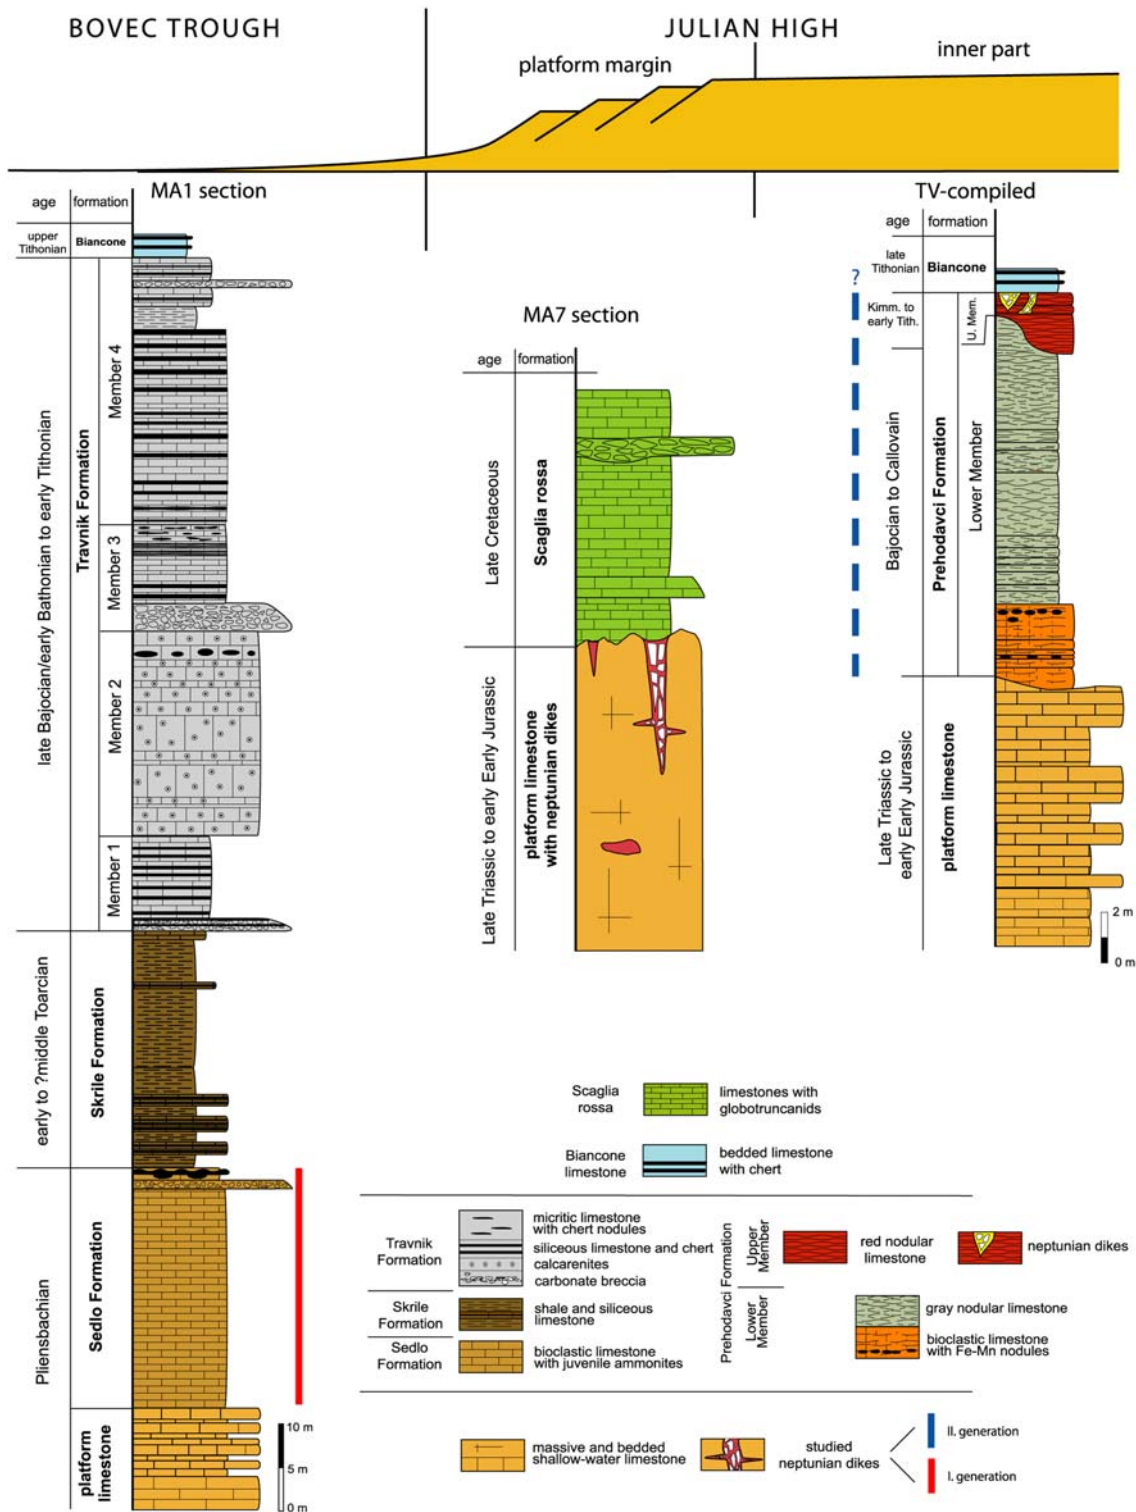 BOVEC TROUGH
JULIAN HIGH
platform margin
inner part
MA1 section
age
formation
upper
Tithonian
Biancone
late Bajocian/early Bathonian to early Tithonian
Travnik Formation
Member 4
Member 3
Member 2
Member 1
early to ?middle Toarcian
Skrile Formation
Pliensbachian
Sedlo Formation
platform
limestone
10 m
5 m
0 m
MA7 section
age
formation
Late Cretaceous
Scaglia rossa
Late Triassic to early Early Jurassic
platform limestone
with neptunian dikes
TV-compiled
age
formation
late
Tithonian
Biancone
?
Kimm. to
early Tith.
U. Mem.
Bajocian to Callovain
Prehodavci Formation
Lower Member
Late Triassic to
early Early Jurassic
platform limestone
2 m
0 m
Scaglia
rossa
limestones with
globotruncanids
Biancone
limestone
bedded limestone
with chert
Travnik
Formation
micritic limestone
with chert nodules
siliceous limestone and chert
calcarenites
carbonate breccia
Skrile
Formation
shale and siliceous
limestone
Sedlo
Formation
bioclastic limestone
with juvenile ammonites
Prehodavci Formation
Upper
Member
red nodular
limestone
neptunian dikes
Lower
Member
gray nodular limestone
bioclastic limestone
with Fe-Mn nodules
massive and bedded
shallow-water limestone
studied
neptunian dikes
II. generation
I. generation